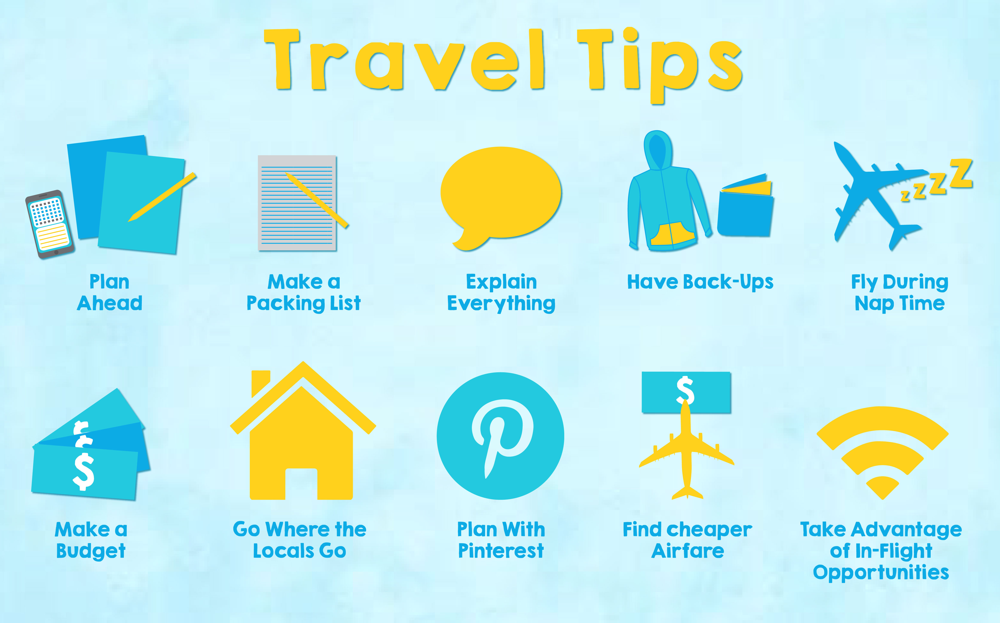 Travel Tips
z z z z
Plan
Ahead
Make a
Packing List
Explain
Everything
Have Back-Ups
Fly During
Nap Time
$
$
$
$
Make a
Budget
Go Where the
Locals Go
Plan With
Pinterest
Find cheaper
Airfare
Take Advantage
of In-Flight
Opportunities